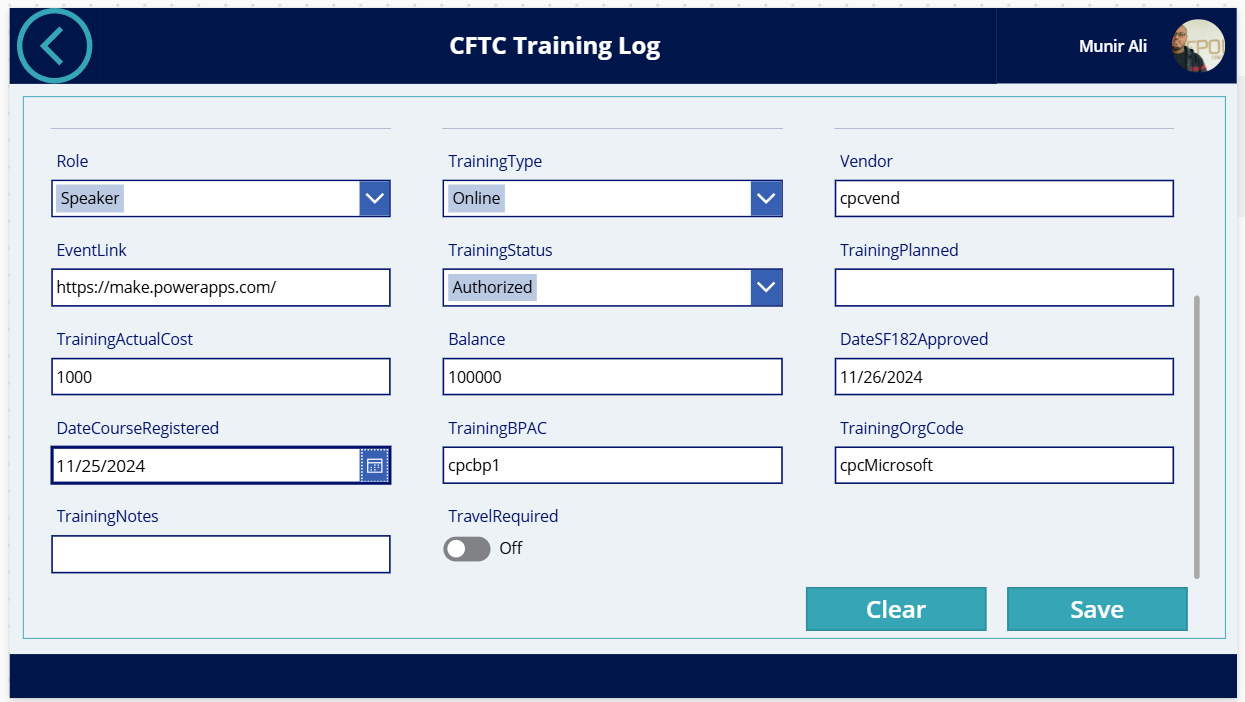 CFTC Training Log
Munir Ali
Role
TrainingType
Vendor
Speaker
Online
cpcvend
EventLink
TrainingStatus
TrainingPlanned
https://make.powerapps.com/
Authorized
TrainingActualCost
Balance
DateSF182Approved
1000
100000
11/26/2024
DateCourseRegistered
TrainingBPAC
TrainingOrgCode
11/25/2024
cpcbp1
cpcMicrosoft
TrainingNotes
TravelRequired
Off
Clear
Save